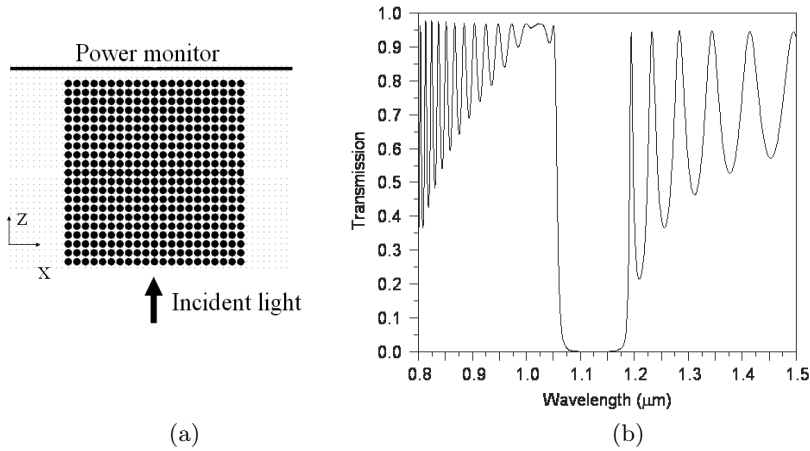 Power monitor
Z
X
Incident light
(a)
Transmission
1.0
0.9
0.8
0.7
0.6
0.5
0.4
0.3
0.2
0.1
0.0
0.8 0.9 1.0 1.1 1.2 1.3 1.4 1.5
Wavelength (μm)
(b)